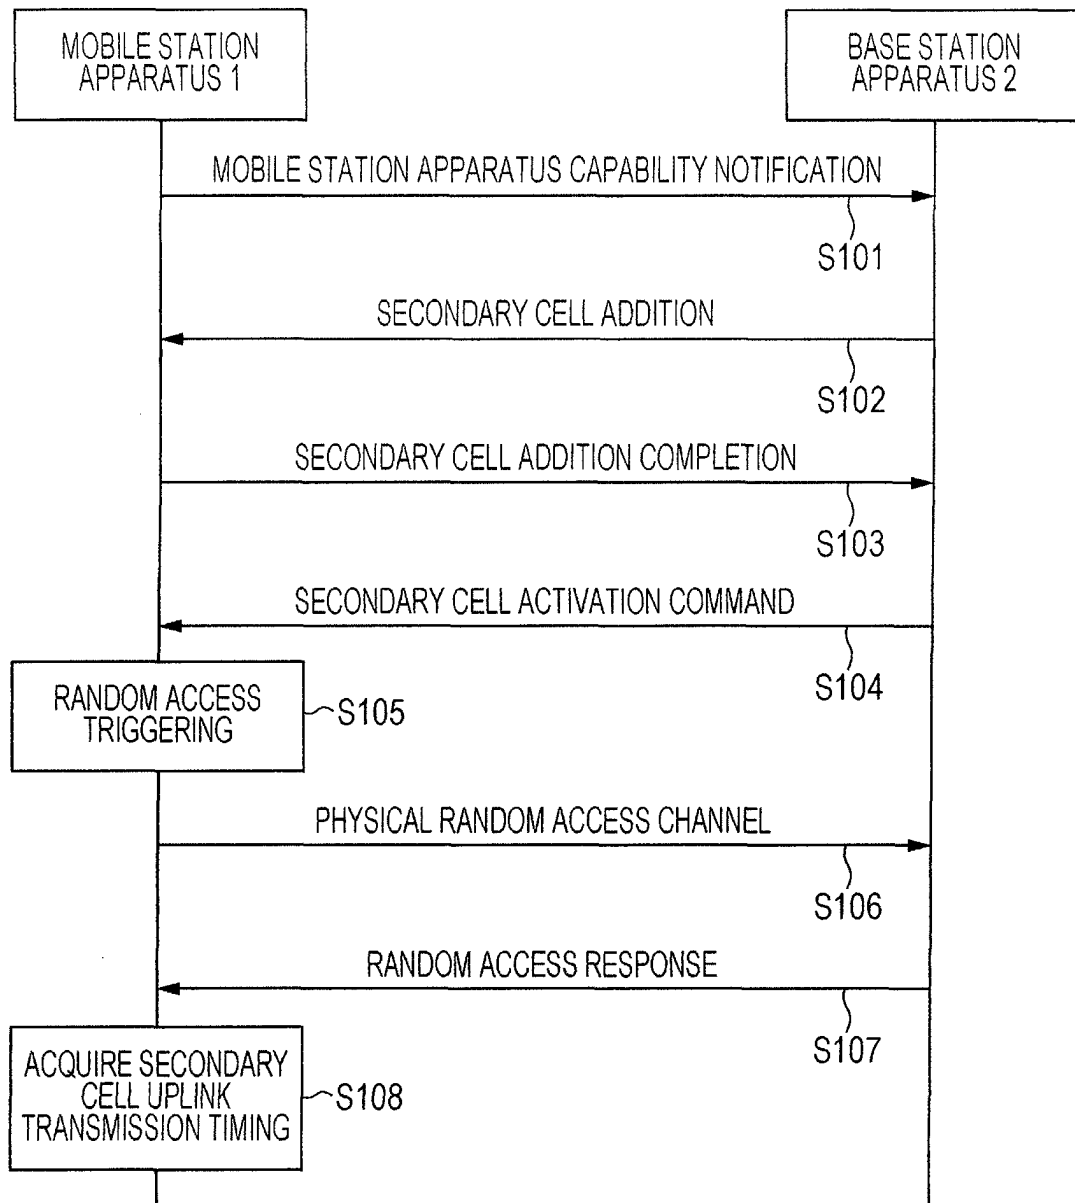 MOBILE STATION
APPARATUS 1
BASE STATION
APPARATUS 2
MOBILE STATION APPARATUS CAPABILITY NOTIFICATION
S101
SECONDARY CELL ADDITION
S102
SECONDARY CELL ADDITION COMPLETION
S103
SECONDARY CELL ACTIVATION COMMAND
S104
RANDOM ACCESS
TRIGGERING
S105
PHYSICAL RANDOM ACCESS CHANNEL
S106
RANDOM ACCESS RESPONSE
S107
ACQUIRE SECONDARY
CELL UPLINK
TRANSMISSION TIMING
S108